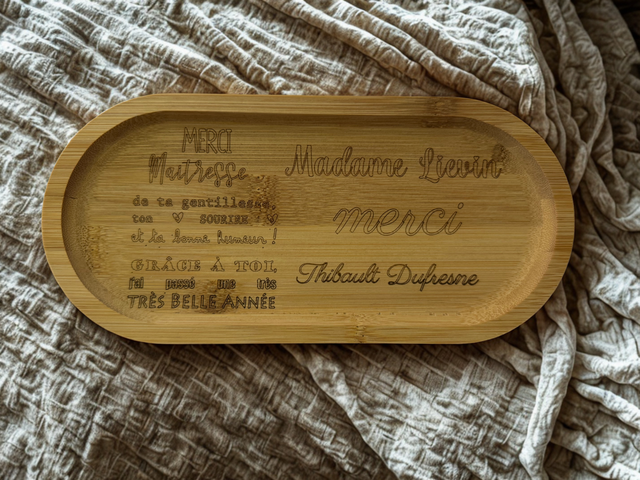 MERCI
Maitresse
de ta gentillesse,
ton ♡ SOURIRE ♡
et ta bonne humeur !
GRÂCE À TOI,
j'ai passé une très
TRÈS BELLE ANNÉE
Madame Lievin
merci
Thibault Dufresne